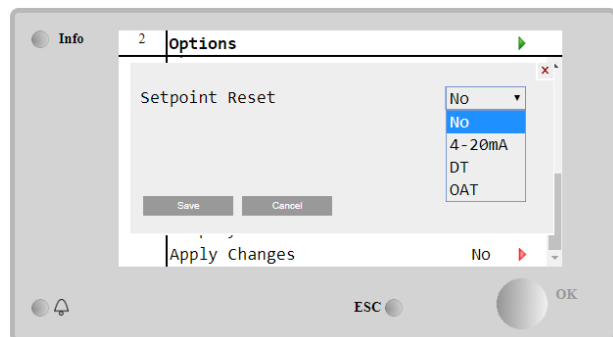 Info
2 Options
x
Setpoint Reset No
No
4-20mA
DT
OAT
Save Cancel
Apply Changes No
ESC
OK